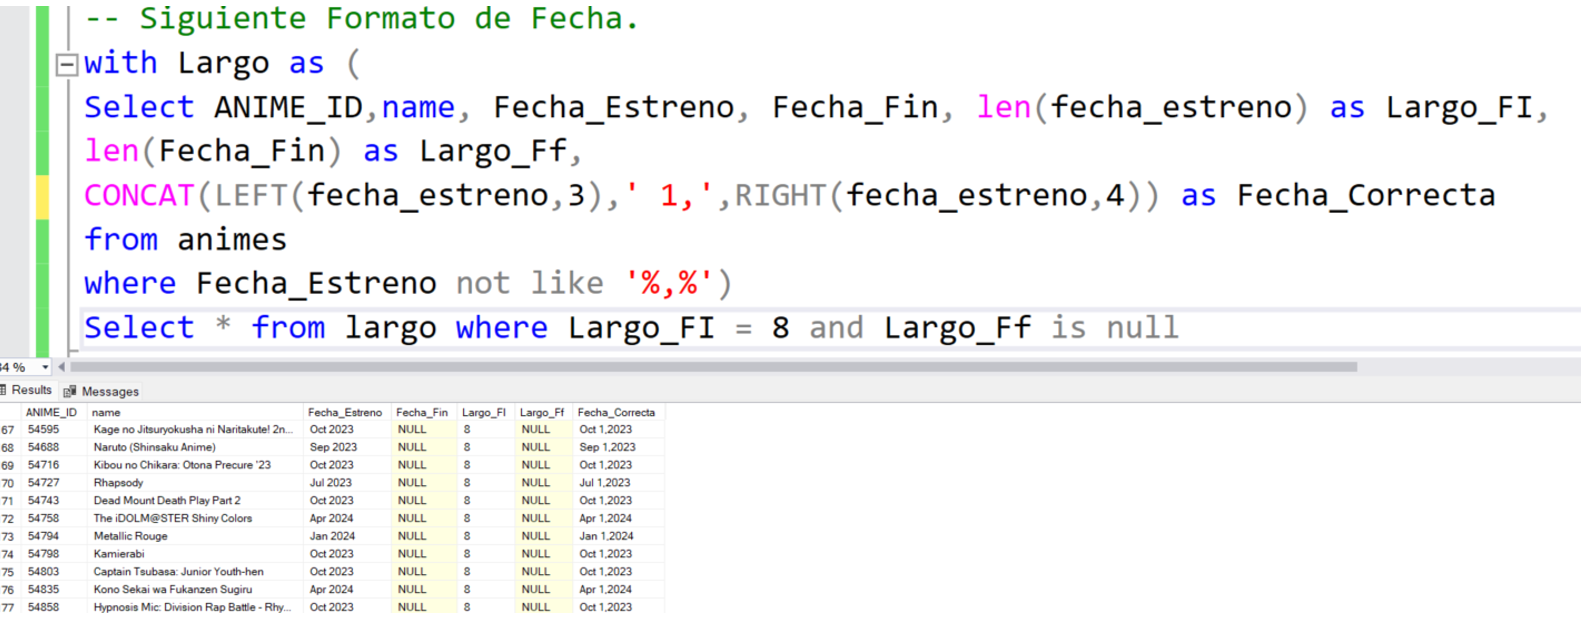 -- Siguiente Formato de Fecha.
with Largo as (
Select ANIME_ID,name, Fecha_Estreno, Fecha_Fin, len(fecha_estreno) as Largo_FI,
len(Fecha_Fin) as Largo_Ff,
CONCAT(LEFT(fecha_estreno,3),' 1,',RIGHT(fecha_estreno,4)) as Fecha_Correcta
from animes
where Fecha_Estreno not like '%,%')
Select * from largo where Largo_FI = 8 and Largo_Ff is null
34 %
Results Messages
ANIME_ID name Fecha_Estreno Fecha_Fin Largo_FI Largo_Ff Fecha_Correcta
67 54595 Kage no Jitsuryokusha ni Naritakute! 2n... Oct 2023 NULL 8 NULL Oct 1,2023
68 54688 Naruto (Shinsaku Anime) Sep 2023 NULL 8 NULL Sep 1,2023
69 54716 Kibou no Chikara: Otona Precure '23 Oct 2023 NULL 8 NULL Oct 1,2023
70 54727 Rhapsody Jul 2023 NULL 8 NULL Jul 1,2023
71 54743 Dead Mount Death Play Part 2 Oct 2023 NULL 8 NULL Oct 1,2023
72 54758 The iDOLM@STER Shiny Colors Apr 2024 NULL 8 NULL Apr 1,2024
73 54794 Metallic Rouge Jan 2024 NULL 8 NULL Jan 1,2024
74 54798 Kamierabi Oct 2023 NULL 8 NULL Oct 1,2023
75 54803 Captain Tsubasa: Junior Youth-hen Oct 2023 NULL 8 NULL Oct 1,2023
76 54835 Kono Sekai wa Fukanzen Sugiru Apr 2024 NULL 8 NULL Apr 1,2024
77 54858 Hypnosis Mic: Division Rap Battle - Rhy... Oct 2023 NULL 8 NULL Oct 1,2023